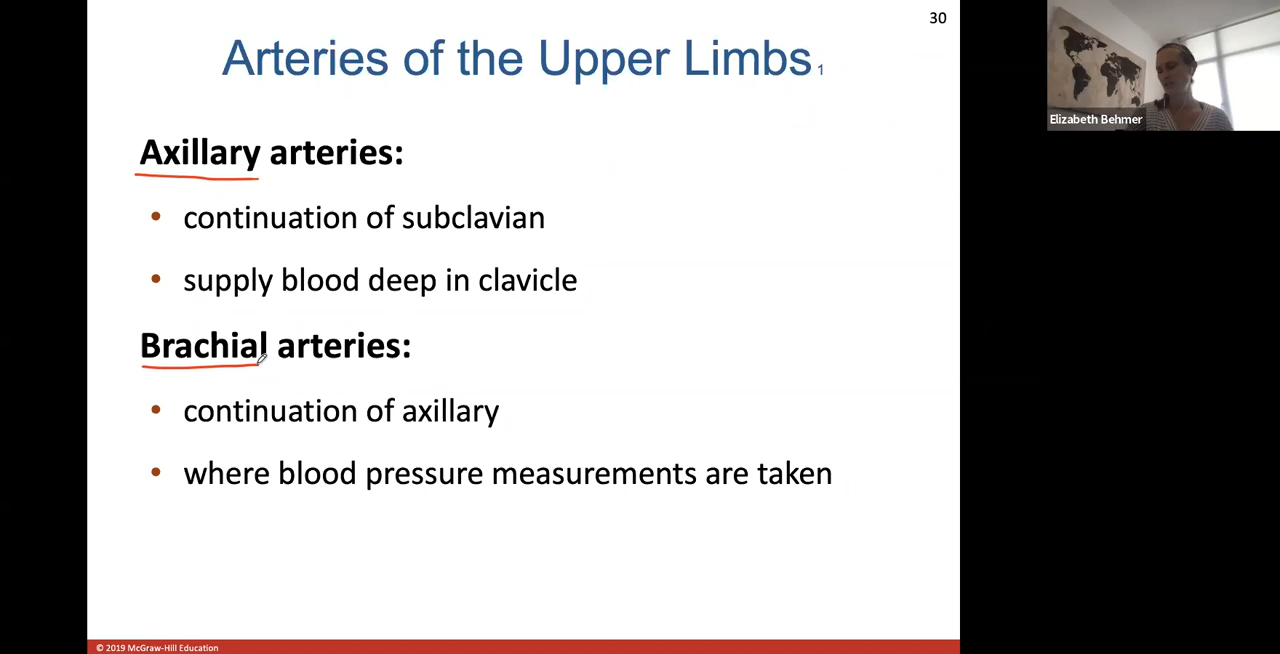 30
Arteries of the Upper Limbs 1
Elizabeth Behmer
Axillary arteries:
• continuation of subclavian
• supply blood deep in clavicle
Brachial arteries:
• continuation of axillary
• where blood pressure measurements are taken
© 2019 McGraw-Hill Education